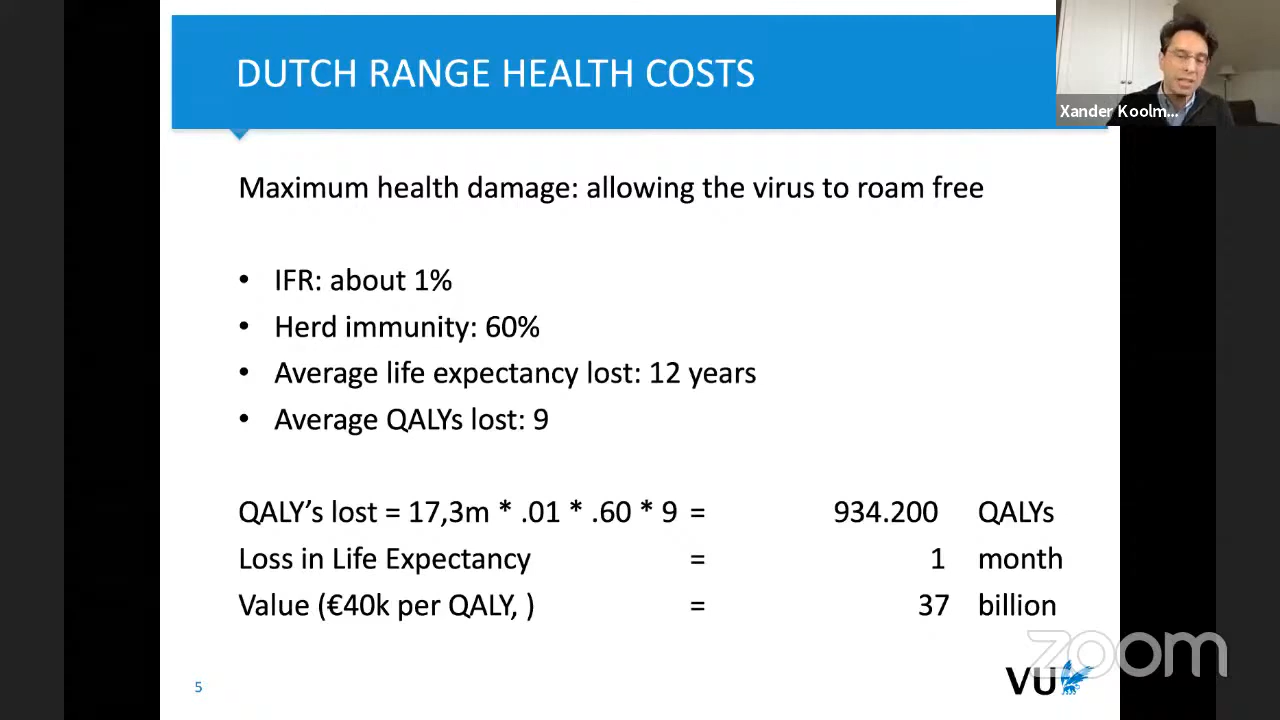 DUTCH RANGE HEALTH COSTS
Xander Koolm...
Maximum health damage: allowing the virus to roam free
• IFR: about 1%
• Herd immunity: 60%
• Average life expectancy lost: 12 years
• Average QALYs lost: 9
QALY’s lost = 17,3m * .01 * .60 * 9 = 934.200 QALYs
Loss in Life Expectancy = 1 month
Value (€40k per QALY, ) = 37 billion
zoom
5
VU